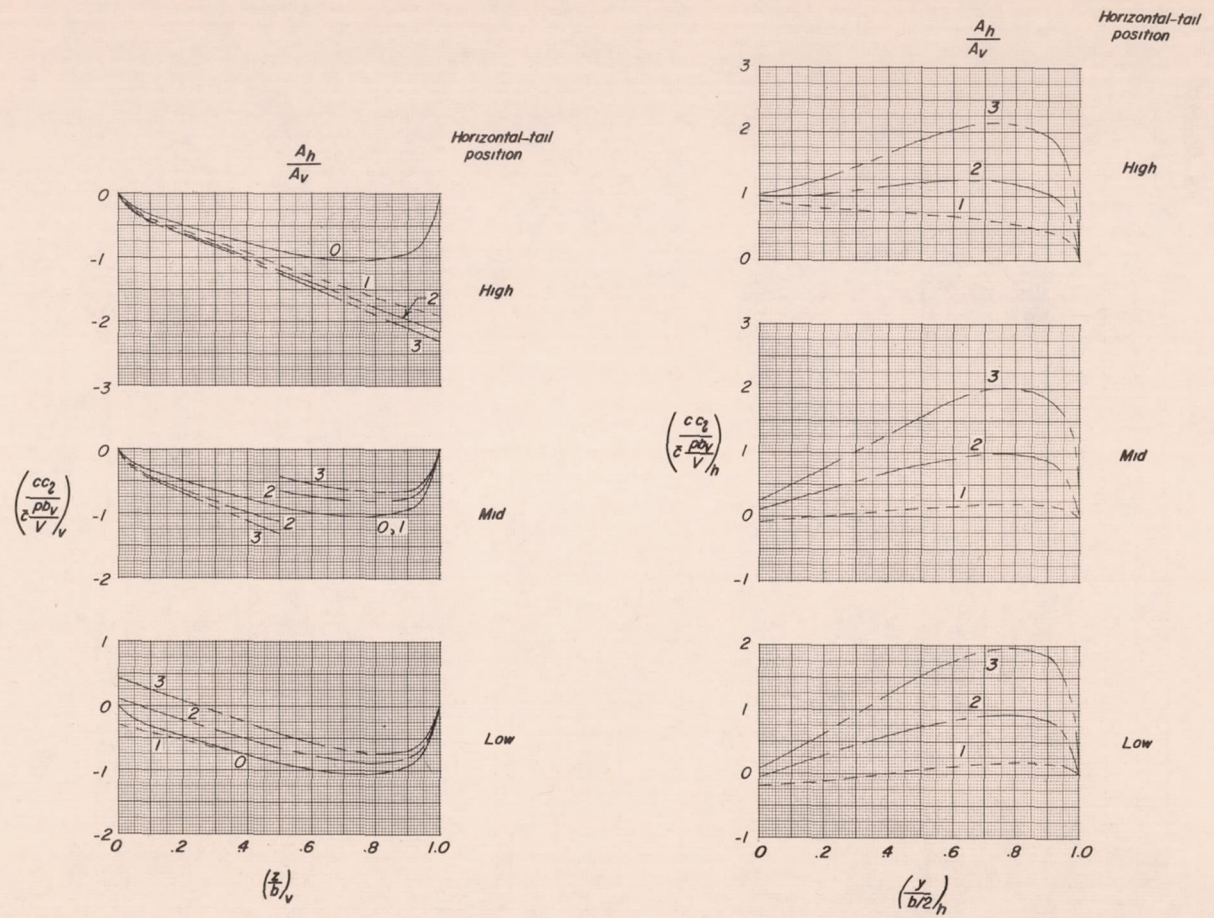 Horizontal-tail
position
A_h
A_v
0
-1
-2
-3
0
1
2
3
High
(cc_l / c̄ pb_v/V)_v
0
-1
-2
3
2
2
3
0,1
Mid
1
0
-1
-2
3
2
1
0
Low
0 .2 .4 .6 .8 1.0
(z/b)_v
Horizontal-tail
position
A_h
A_v
3
2
1
0
3
2
1
High
(cc_l / c̄ pb_v/V)_h
3
2
1
0
-1
3
2
1
Mid
2
1
0
-1
3
2
1
Low
0 .2 .4 .6 .8 1.0
(y / b/2)_h